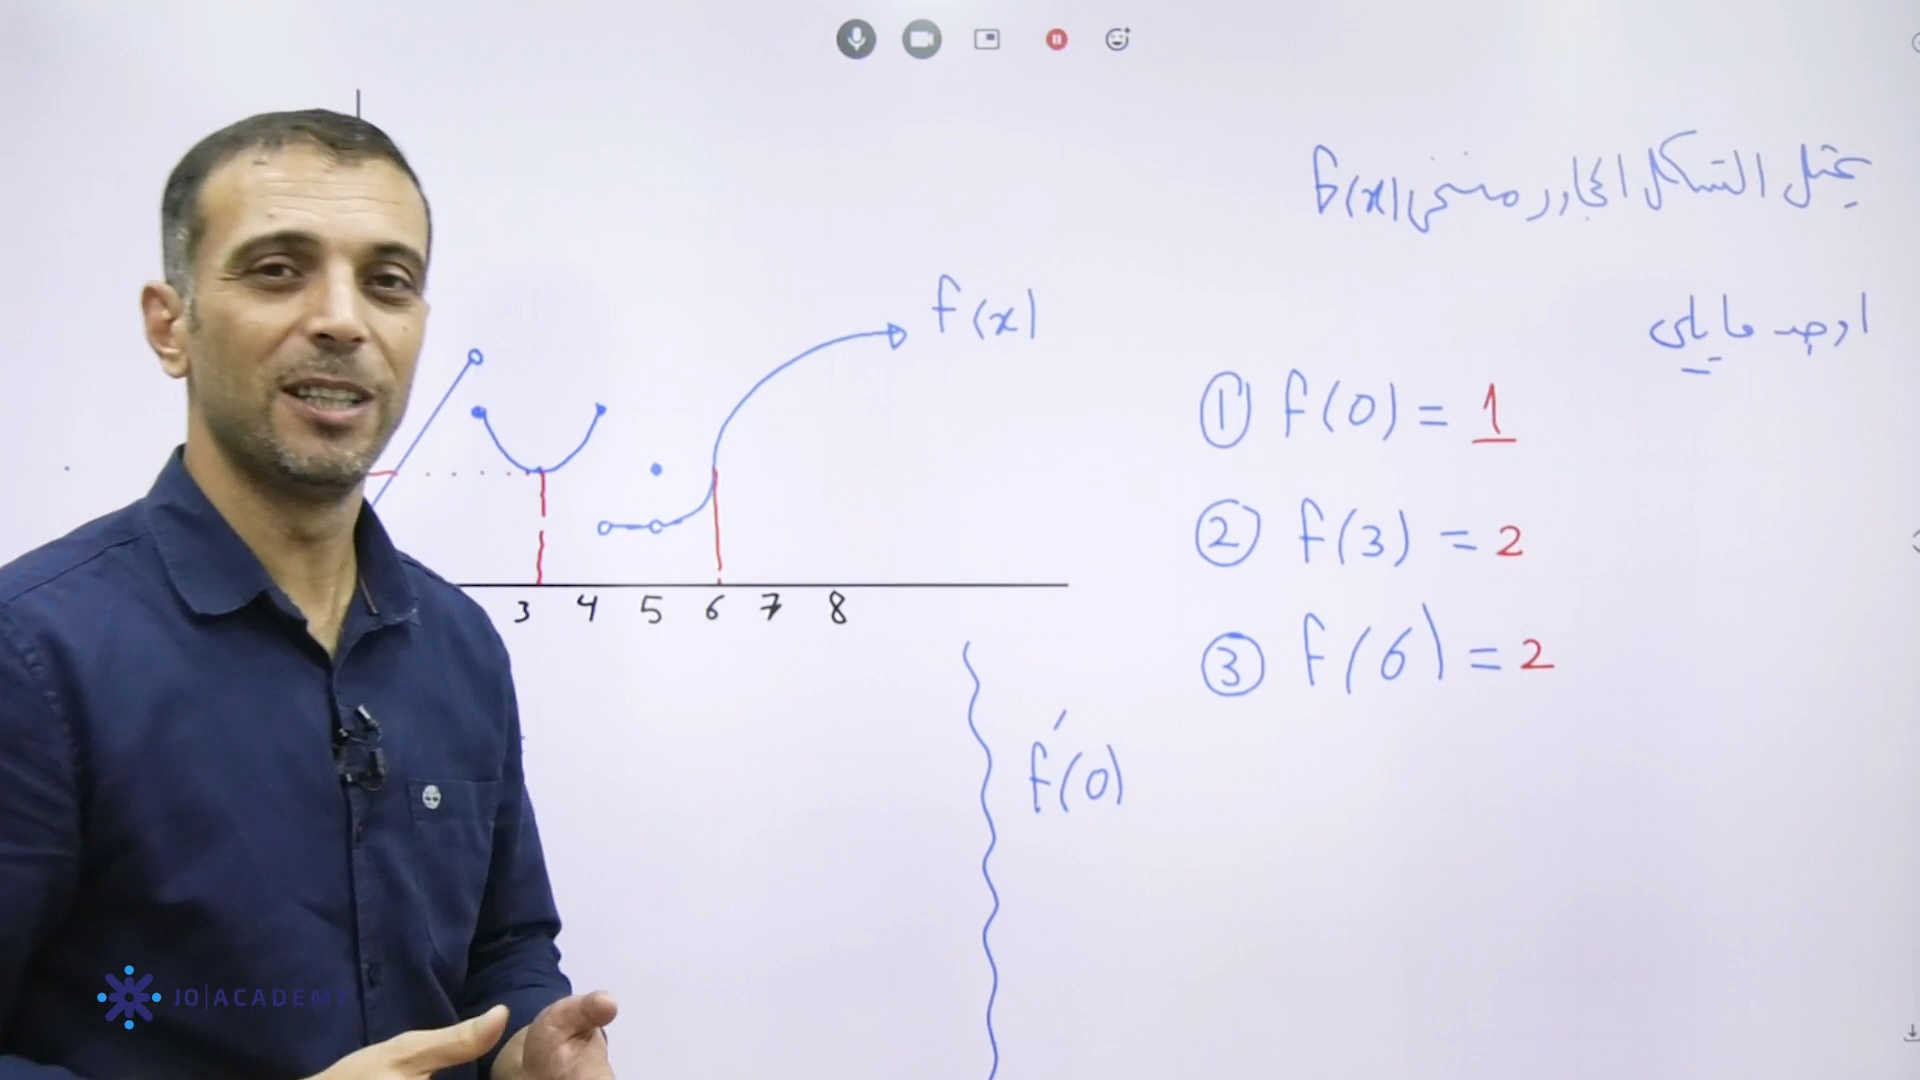 يمثل الشكل المجاور منحنى f(x)
اوجد ما يلي
f(x)
① f(0) = 1
② f(3) = 2
③ f(6) = 2
3 4 5 6 7 8
f'(0)
JO|ACADEMY